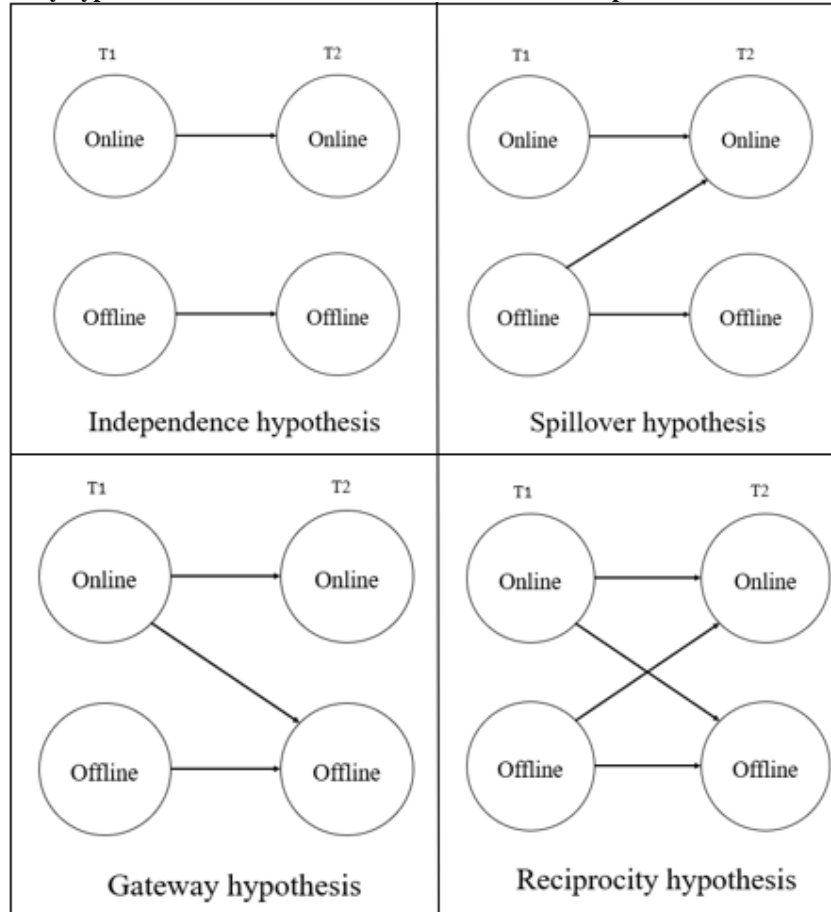 T1 T2
Online Online
Offline Offline
Independence hypothesis
T1 T2
Online Online
Offline Offline
Spillover hypothesis
T1 T2
Online Online
Offline Offline
Gateway hypothesis
T1 T2
Online Online
Offline Offline
Reciprocity hypothesis